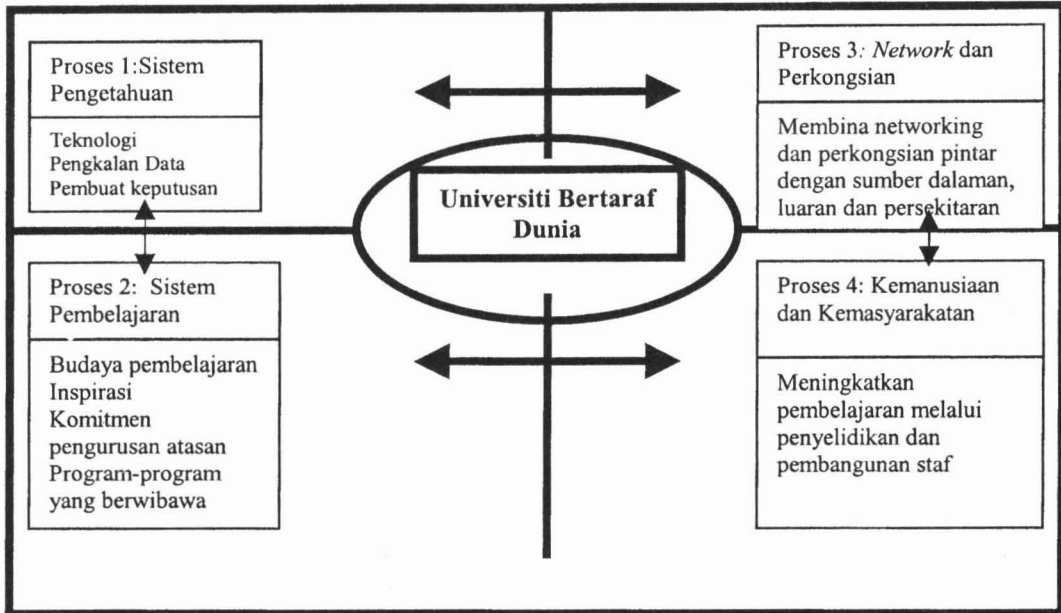 Proses 1:Sistem
Pengetahuan
Teknologi
Pengkalan Data
Pembuat keputusan
Proses 2: Sistem
Pembelajaran
Budaya pembelajaran
Inspirasi
Komitmen
pengurusan atasan
Program-program
yang berwibawa
Universiti Bertaraf
Dunia
Proses 3: Network dan
Perkongsian
Membina networking
dan perkongsian pintar
dengan sumber dalaman,
luaran dan persekitaran
Proses 4: Kemanusiaan
dan Kemasyarakatan
Meningkatkan
pembelajaran melalui
penyelidikan dan
pembangunan staf